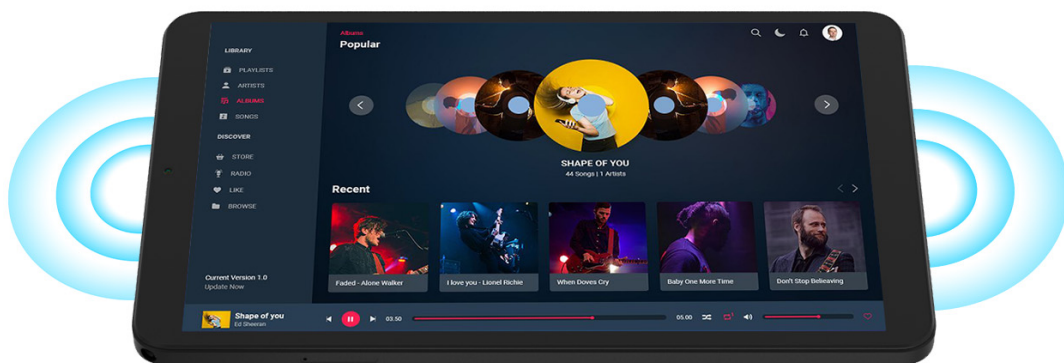 LIBRARY
PLAYLISTS
ARTISTS
ALBUMS
SONGS
DISCOVER
STORE
RADIO
LIKE
BROWSE
Current Version 1.0
Update Now
Albums
Popular
SHAPE OF YOU
44 Songs | 1 Artists
Recent
Faded - Alone Walker
I love you - Lionel Richie
When Doves Cry
Baby One More Time
Don't Stop Belieaving
Shape of you
Ed Sheeran
03.50
05.00